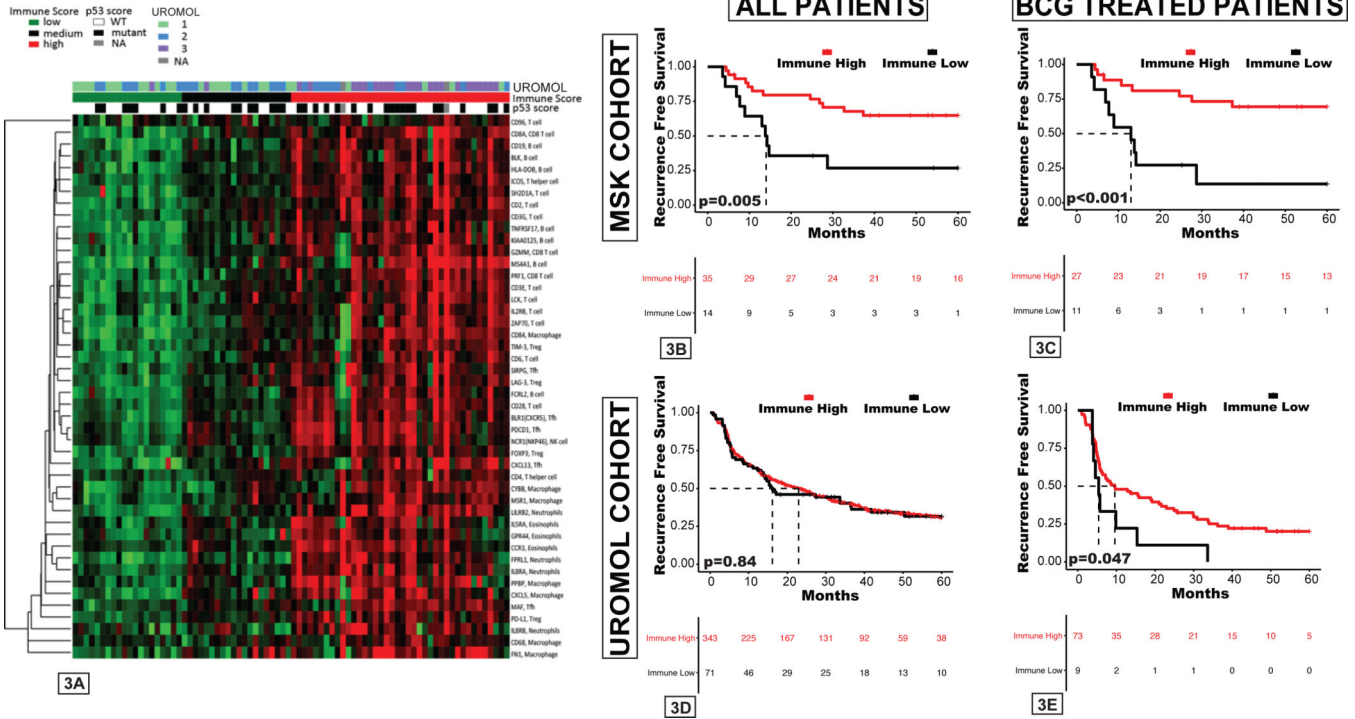 Immune Score p53 score UROMOL
low WT 1
medium mutant 2
high NA 3
NA
UROMOL
Immune Score
p53 score
CD96, T cell
CD8A, CD8 T cell
CD19, B cell
BLK, B cell
HLA-DOB, B cell
ICOS, T helper cell
SH2D1A, T cell
CD2, T cell
CD3G, T cell
TNFRSF17, B cell
KIAA0125, B cell
GZMM, CD8 T cell
MS4A1, B cell
PRF1, CD8 T cell
CD3E, T cell
LCK, T cell
IL2RB, T cell
ZAP70, T cell
CD84, Macrophage
TIM-3, Treg
CD6, T cell
SIRPG, Tfh
LAG-3, Treg
FCRL2, B cell
CD28, T cell
BLR1(CXCR5), Tfh
PDCD1, Tfh
NCR1(NKP46), NK cell
FOXP3, Treg
CXCL13, Tfh
CD4, T helper cell
CYBB, Macrophage
MSR1, Macrophage
LILRB2, Neutrophils
IL5RA, Eosinophils
GPR44, Eosinophils
CCR3, Eosinophils
FPRL1, Neutrophils
IL8RA, Neutrophils
PPBP, Macrophage
CXCL5, Macrophage
MAF, Tfh
PD-L1, Treg
IL8RB, Neutrophils
CD68, Macrophage
FN1, Macrophage
3A
ALL PATIENTS
BCG TREATED PATIENTS
MSK COHORT
Immune High Immune Low
Recurrence Free Survival
1.00
0.75
0.50
0.25
0.00
p=0.005
0 10 20 30 40 50 60
Months
Immune High 35 29 27 24 21 19 16
Immune Low 14 9 5 3 3 3 1
3B
Immune High Immune Low
Recurrence Free Survival
1.00
0.75
0.50
0.25
0.00
p<0.001
0 10 20 30 40 50 60
Months
Immune High 27 23 21 19 17 15 13
Immune Low 11 6 3 1 1 1 1
3C
UROMOL COHORT
Immune High Immune Low
Recurrence Free Survival
1.00
0.75
0.50
0.25
0.00
p=0.84
0 10 20 30 40 50 60
Months
Immune High 343 225 167 131 92 59 38
Immune Low 71 46 29 25 18 13 10
3D
Immune High Immune Low
Recurrence Free Survival
1.00
0.75
0.50
0.25
0.00
p=0.047
0 10 20 30 40 50 60
Months
Immune High 73 35 28 21 15 10 5
Immune Low 9 2 1 1 0 0 0
3E